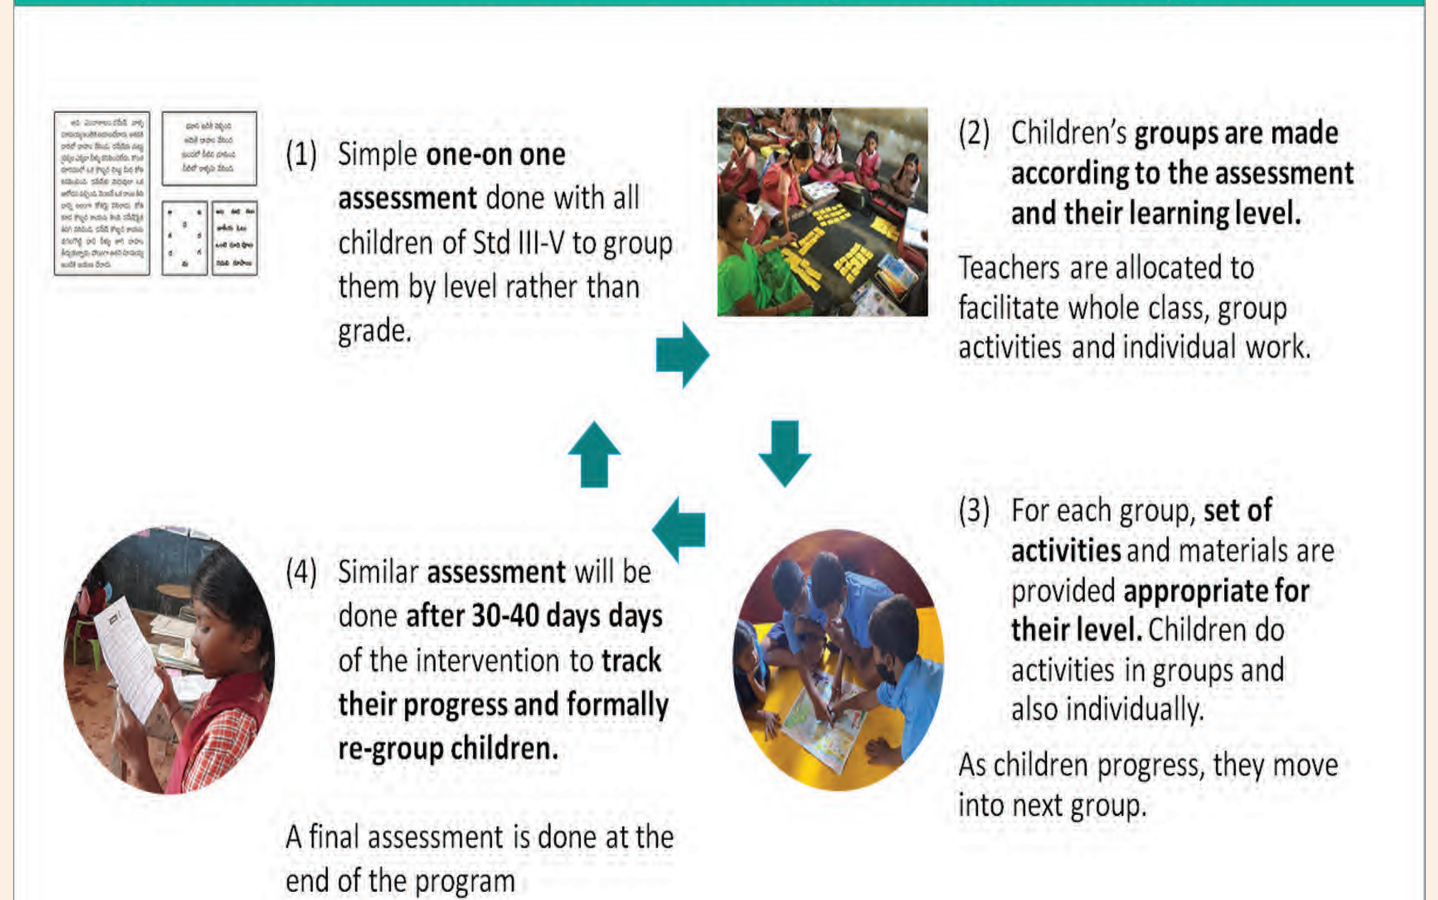 (1) Simple one-on one
assessment done with all
children of Std III-V to group
them by level rather than
grade.
(2) Children’s groups are made
according to the assessment
and their learning level.
Teachers are allocated to
facilitate whole class, group
activities and individual work.
(3) For each group, set of
activities and materials are
provided appropriate for
their level. Children do
activities in groups and
also individually.
As children progress, they move
into next group.
(4) Similar assessment will be
done after 30-40 days days
of the intervention to track
their progress and formally
re-group children.
A final assessment is done at the
end of the program